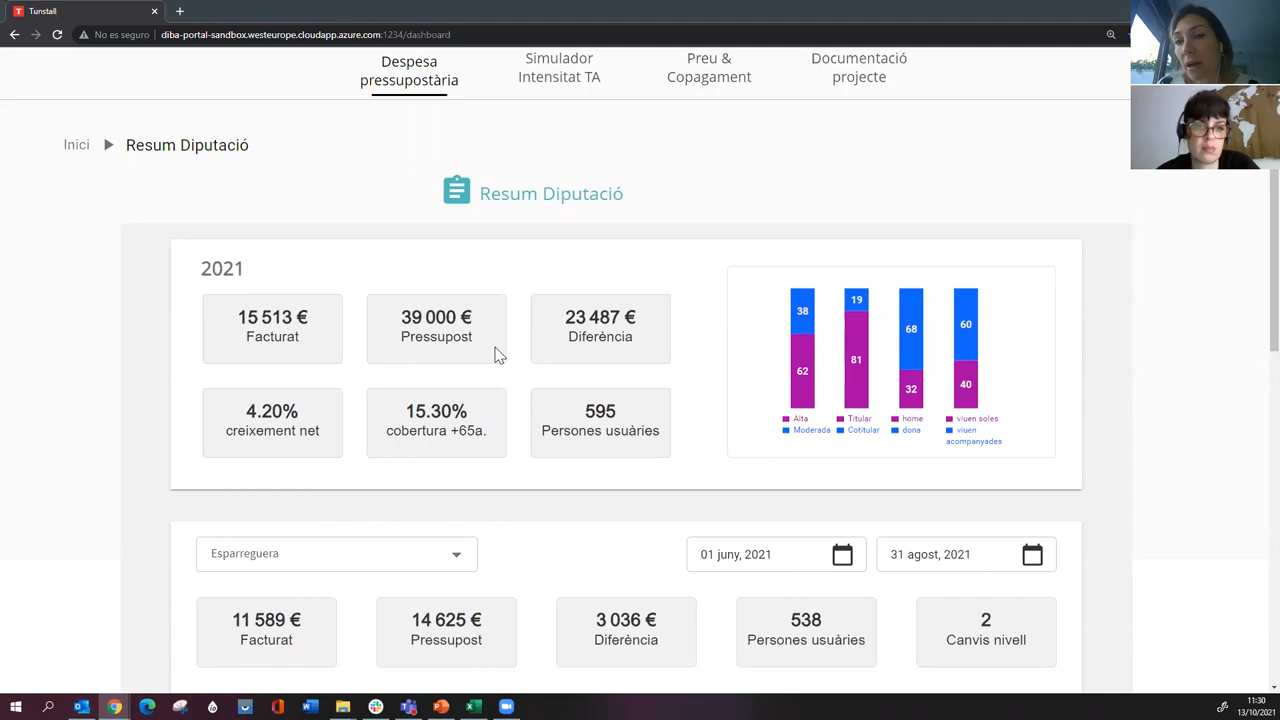 Tunstall
No es seguro
diba-portal-sandbox.westeurope.cloudapp.azure.com:1234/dashboard
Despesa
pressupostària
Simulador
Intensitat TA
Preu &
Copagament
Documentació
projecte
Inici
Resum Diputació
Resum Diputació
2021
15 513 €
Facturat
39 000 €
Pressupost
23 487 €
Diferència
4.20%
creixement net
15.30%
cobertura +65a.
595
Persones usuàries
38
62
19
81
68
32
60
40
Alta
Moderada
Titular
Cotitular
home
dona
viuen soles
viuen
acompanyades
Esparreguera
01 juny, 2021
31 agost, 2021
11 589 €
Facturat
14 625 €
Pressupost
3 036 €
Diferència
538
Persones usuàries
2
Canvis nivell
11:30
13/10/2021